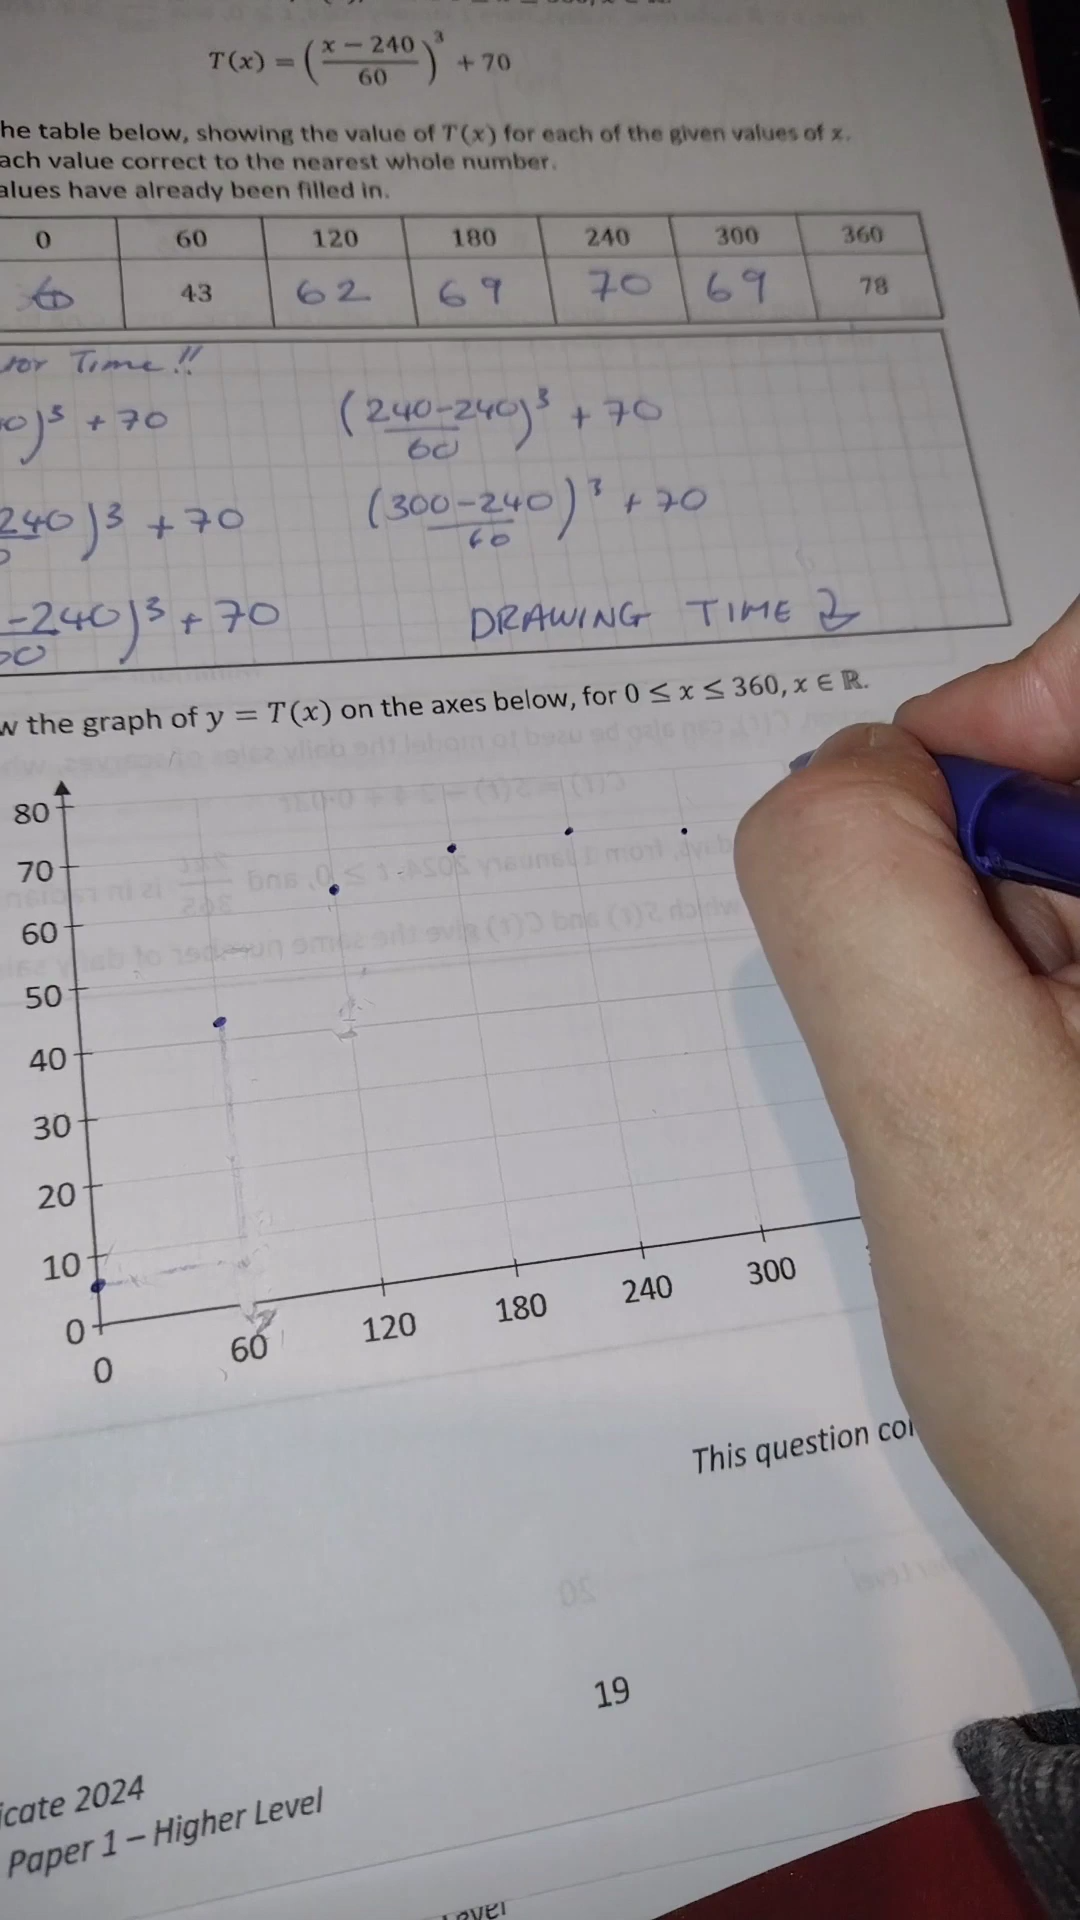 T(x) = (x − 240 / 60)³ + 70
he table below, showing the value of T(x) for each of the given values of x.
ach value correct to the nearest whole number.
alues have already been filled in.
0 60 120 180 240 300 360
6 43 62 69 70 69 78
tor Time!!
0)³ + 70 (240-240 / 60)³ + 70
240)³ + 70 (300-240 / 60)³ + 70
-240)³ + 70 DRAWING TIME
w the graph of y = T(x) on the axes below, for 0 ≤ x ≤ 360, x ∈ ℝ.
80
70
60
50
40
30
20
10
0
0 60 120 180 240 300
This question co
20
19
icate 2024
Paper 1 – Higher Level